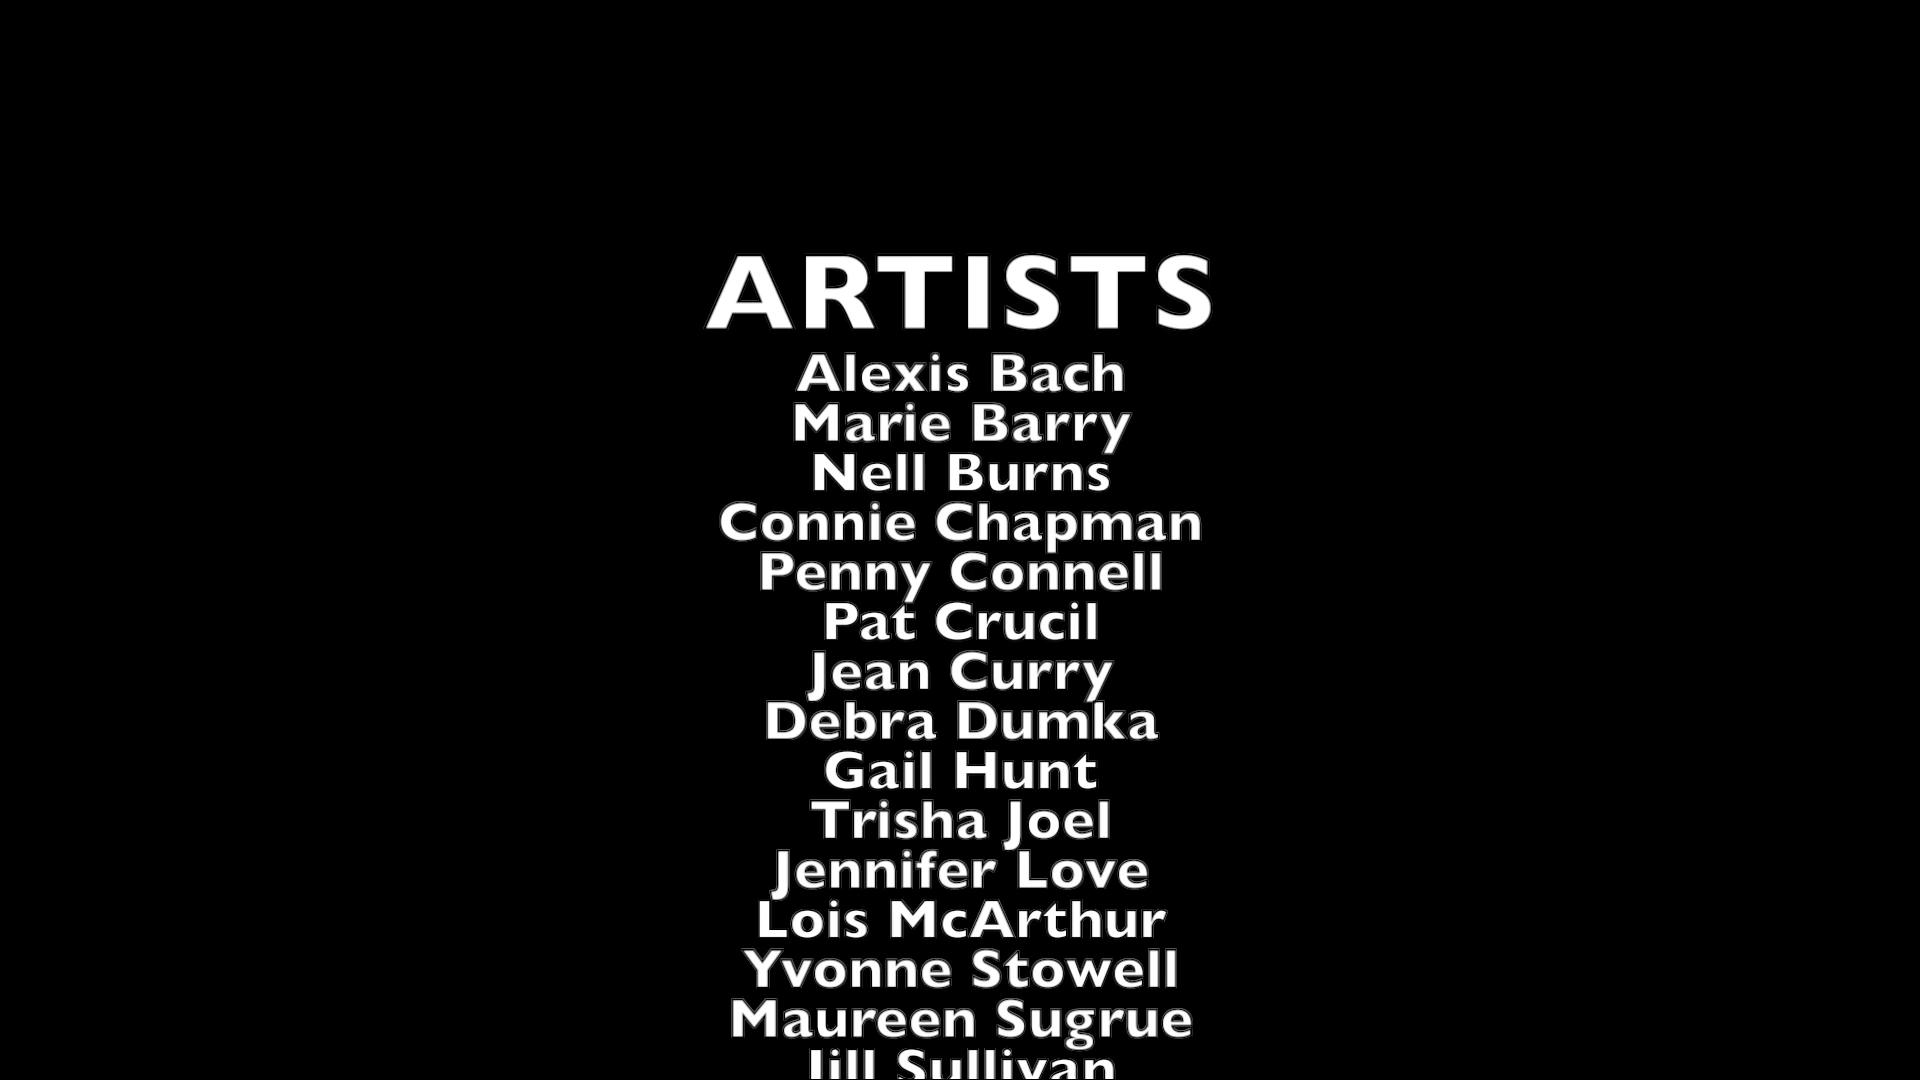 ARTISTS
Alexis Bach
Marie Barry
Nell Burns
Connie Chapman
Penny Connell
Pat Crucil
Jean Curry
Debra Dumka
Gail Hunt
Trisha Joel
Jennifer Love
Lois McArthur
Yvonne Stowell
Maureen Sugrue
Jill Sullivan